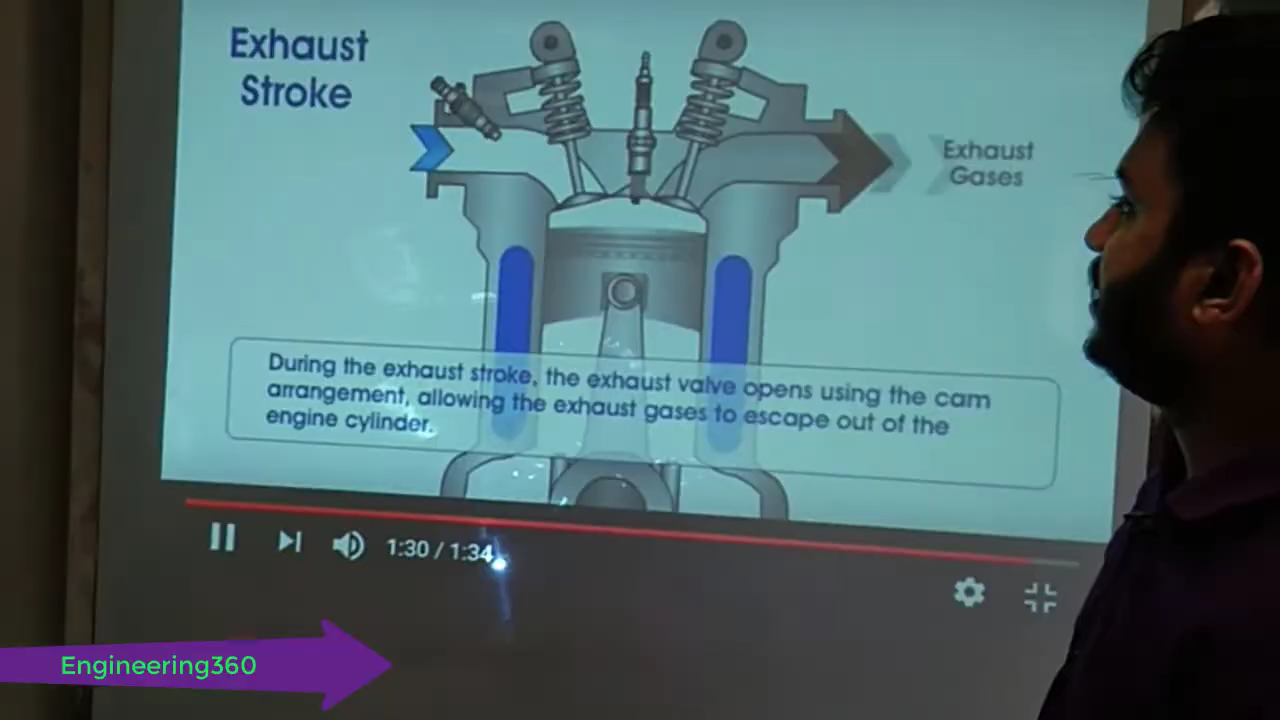 Exhaust
Stroke
Exhaust
Gases
During the exhaust stroke, the exhaust valve opens using the cam
arrangement, allowing the exhaust gases to escape out of the
engine cylinder.
1:30 / 1:34
Engineering360